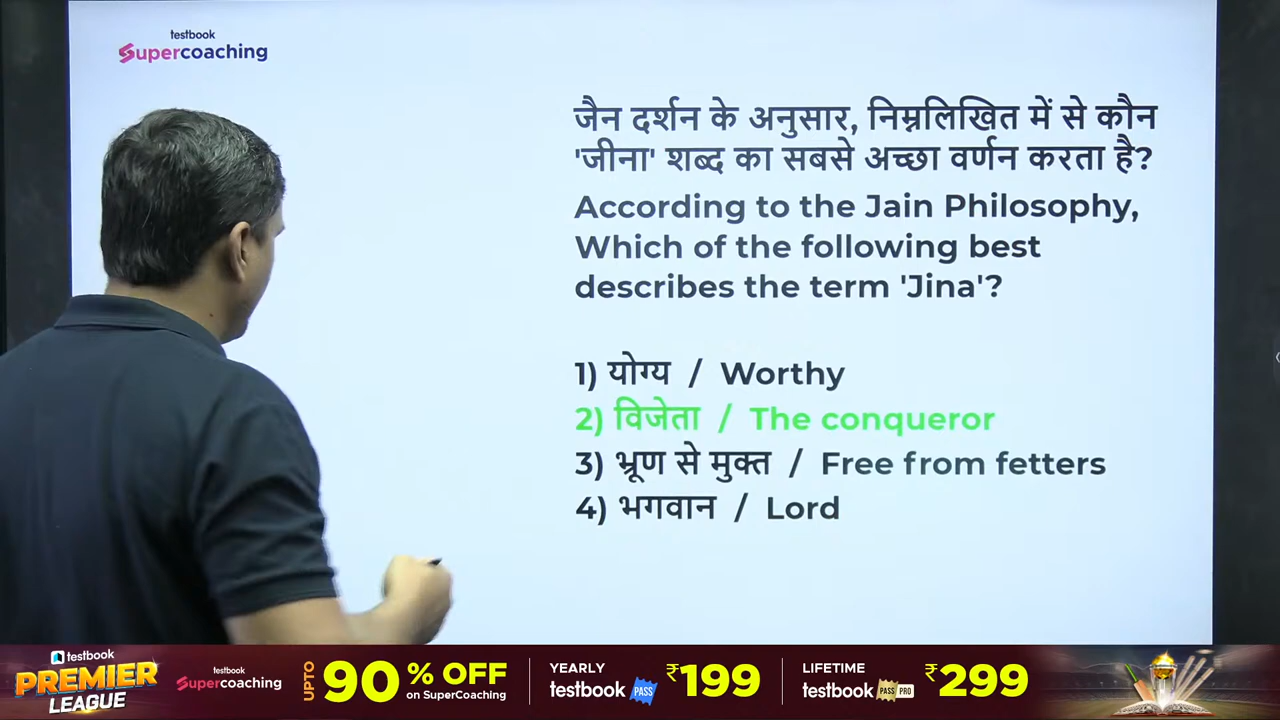 testbook
Supercoaching
जैन दर्शन के अनुसार, निम्नलिखित में से कौन
'जीना' शब्द का सबसे अच्छा वर्णन करता है?
According to the Jain Philosophy,
Which of the following best
describes the term 'Jina'?
1) योग्य / Worthy
2) विजेता / The conqueror
3) भ्रूण से मुक्त / Free from fetters
4) भगवान / Lord
testbook
PREMIER
LEAGUE
testbook
Supercoaching
UPTO 90 % OFF
on SuperCoaching
YEARLY
testbook PASS
₹199
LIFETIME
testbook PASS PRO
₹299